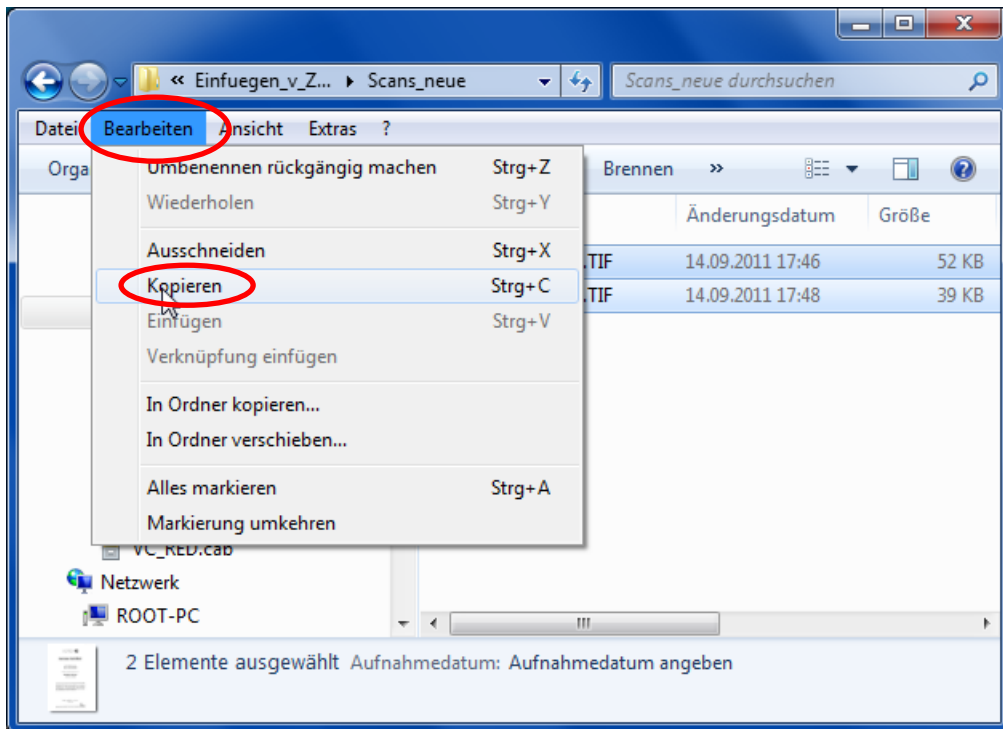 « Einfuegen_v_Z... ▸ Scans_neue
Scans_neue durchsuchen
Datei Bearbeiten Ansicht Extras ?
Orga
Brennen »
Umbenennen rückgängig machen Strg+Z
Wiederholen Strg+Y
Ausschneiden Strg+X
Kopieren Strg+C
Einfügen Strg+V
Verknüpfung einfügen
In Ordner kopieren...
In Ordner verschieben...
Alles markieren Strg+A
Markierung umkehren
Änderungsdatum Größe
.TIF 14.09.2011 17:46 52 KB
.TIF 14.09.2011 17:48 39 KB
VC_RED.cab
Netzwerk
ROOT-PC
2 Elemente ausgewählt Aufnahmedatum: Aufnahmedatum angeben